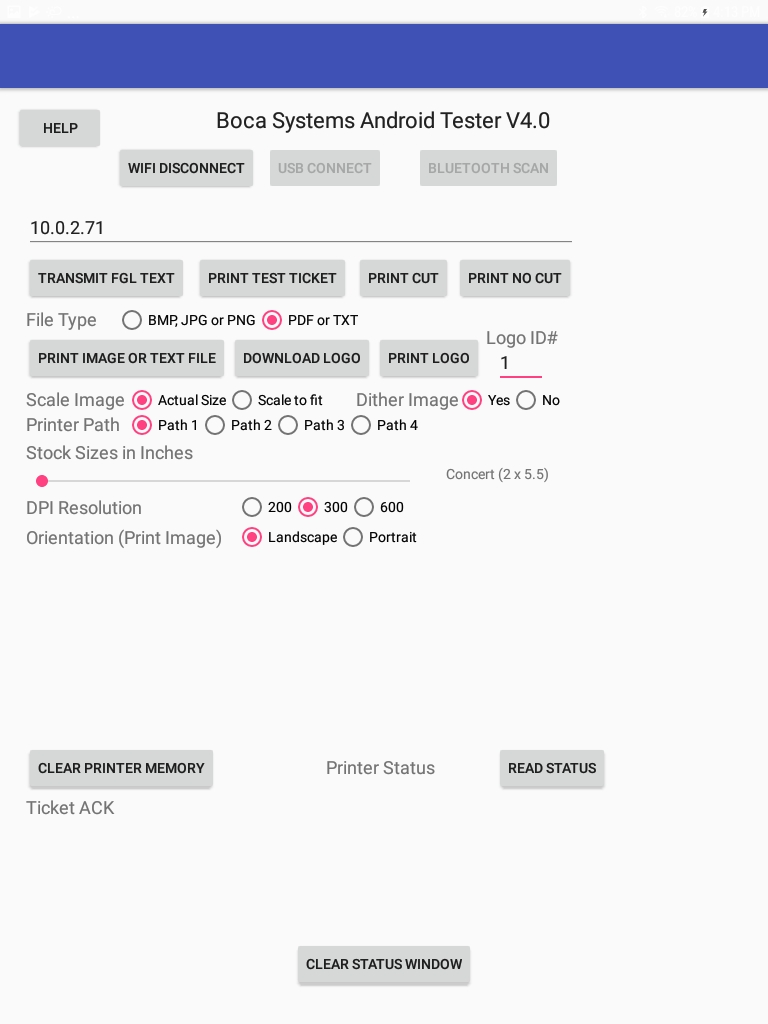 Boca Systems Android Tester V4.0
HELP
WIFI DISCONNECT USB CONNECT BLUETOOTH SCAN
10.0.2.71
TRANSMIT FGL TEXT PRINT TEST TICKET PRINT CUT PRINT NO CUT
File Type BMP, JPG or PNG PDF or TXT
Logo ID#
PRINT IMAGE OR TEXT FILE DOWNLOAD LOGO PRINT LOGO 1
Scale Image Actual Size Scale to fit Dither Image Yes No
Printer Path Path 1 Path 2 Path 3 Path 4
Stock Sizes in Inches
Concert (2 x 5.5)
DPI Resolution 200 300 600
Orientation (Print Image) Landscape Portrait
CLEAR PRINTER MEMORY Printer Status READ STATUS
Ticket ACK
CLEAR STATUS WINDOW